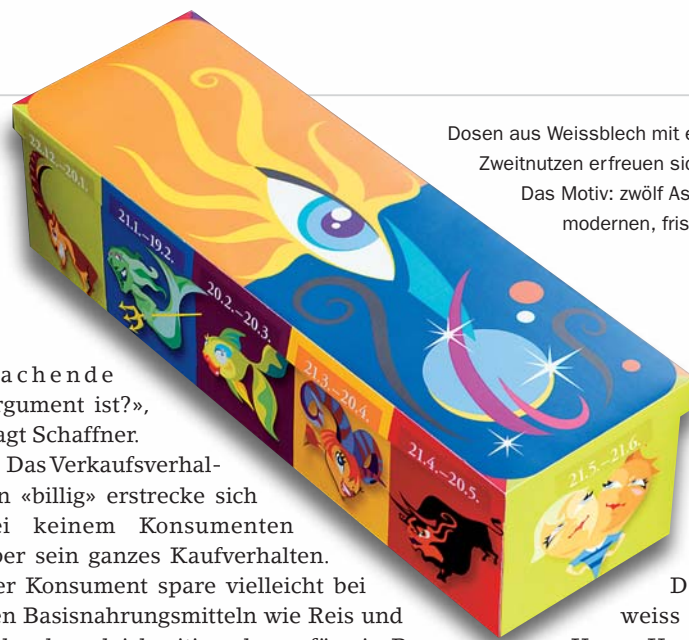 Dosen aus Weissblech mit e
Zweitnutzen erfreuen sic
Das Motiv: zwölf As
modernen, fris
22.12.–20.1.
21.1.–19.2.
20.2.–20.3.
21.3.–20.4.
21.4.–20.5.
21.5.–21.6.
achende
rgument ist?»,
agt Schaffner.
Das Verkaufsverhal-
n «billig» erstrecke sich
ei keinem Konsumenten
ber sein ganzes Kaufverhalten.
er Konsument spare vielleicht bei
en Basisnahrungsmitteln wie Reis und
D
weiss